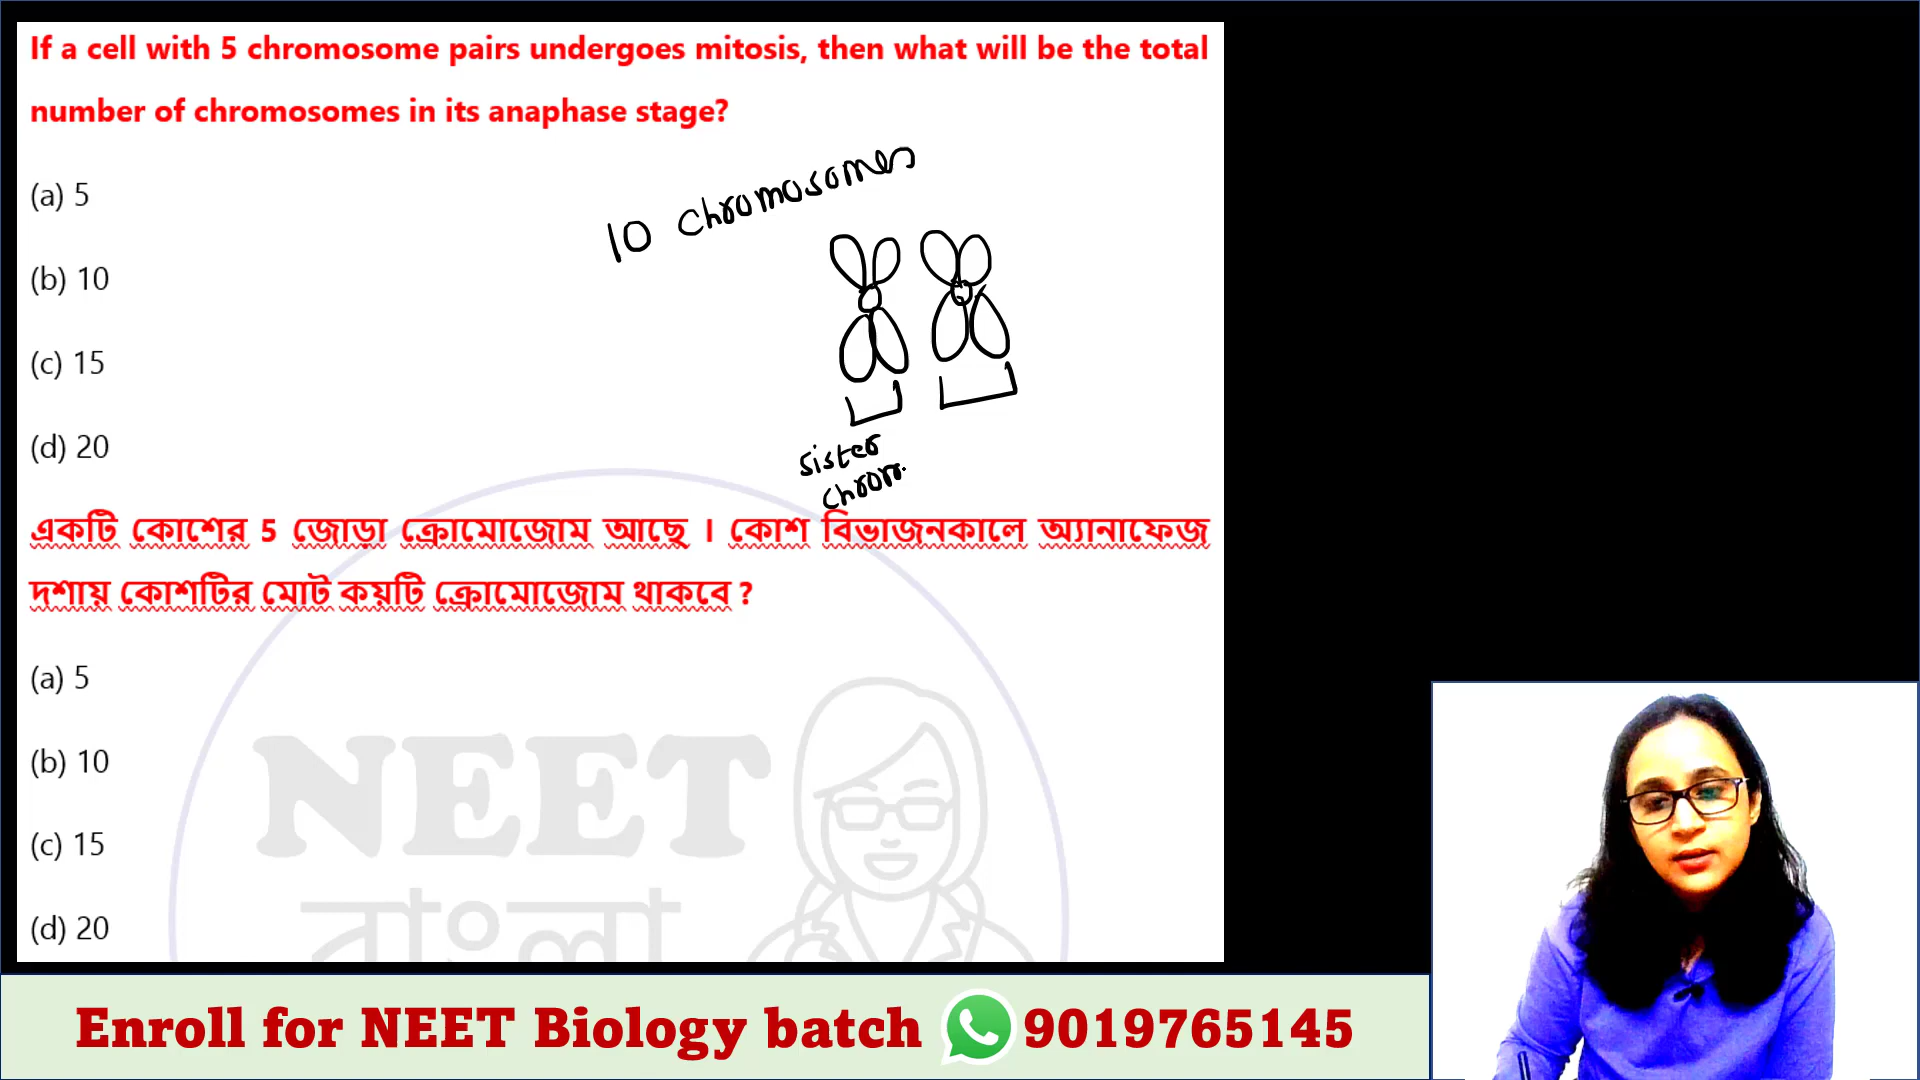 If a cell with 5 chromosome pairs undergoes mitosis, then what will be the total
number of chromosomes in its anaphase stage?
(a) 5
10 chromosomes
(b) 10
(c) 15
(d) 20
sister
chrom.
একটি কোশের 5 জোড়া ক্রোমোজোম আছে । কোশ বিভাজনকালে অ্যানাফেজ
দশায় কোশটির মোট কয়টি ক্রোমোজোম থাকবে ?
(a) 5
(b) 10
(c) 15
(d) 20
NEET
বাংলা
Enroll for NEET Biology batch 9019765145